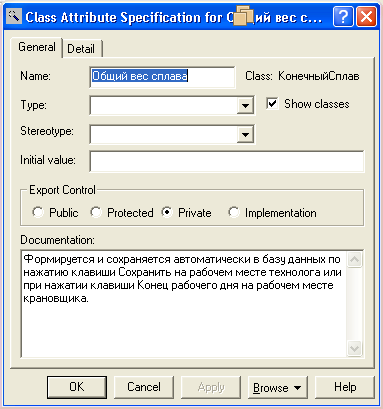 Class Attribute Specification for О ий вес с...
General Detail
Name: Общий вес сплава Class: КонечныйСплав
Type: Show classes
Stereotype:
Initial value:
Export Control
Public Protected Private Implementation
Documentation:
Формируется и сохраняется автоматически в базу данных по
нажатию клавиши Сохранить на рабочем месте технолога или
при нажатии клавиши Конец рабочего дня на рабочем месте
крановщика.
OK Cancel Apply Browse Help